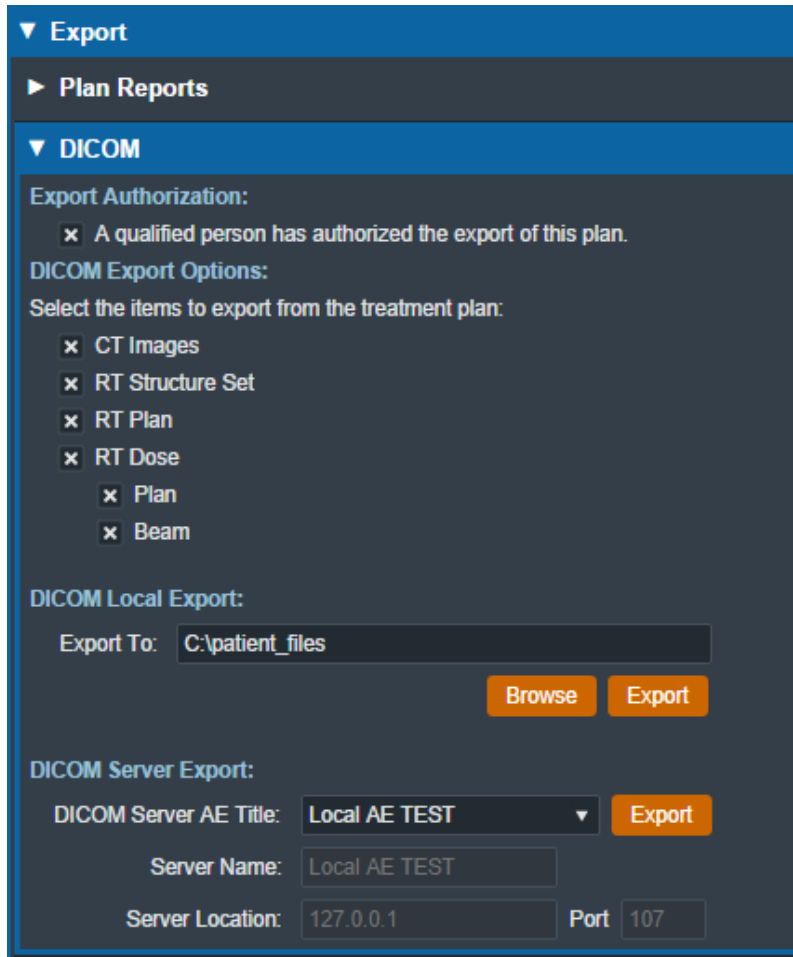 Export
Plan Reports
DICOM
Export Authorization:
A qualified person has authorized the export of this plan.
DICOM Export Options:
Select the items to export from the treatment plan:
CT Images
RT Structure Set
RT Plan
RT Dose
Plan
Beam
DICOM Local Export:
Export To: C:\patient_files
Browse Export
DICOM Server Export:
DICOM Server AE Title: Local AE TEST Export
Server Name: Local AE TEST
Server Location: 127.0.0.1 Port 107